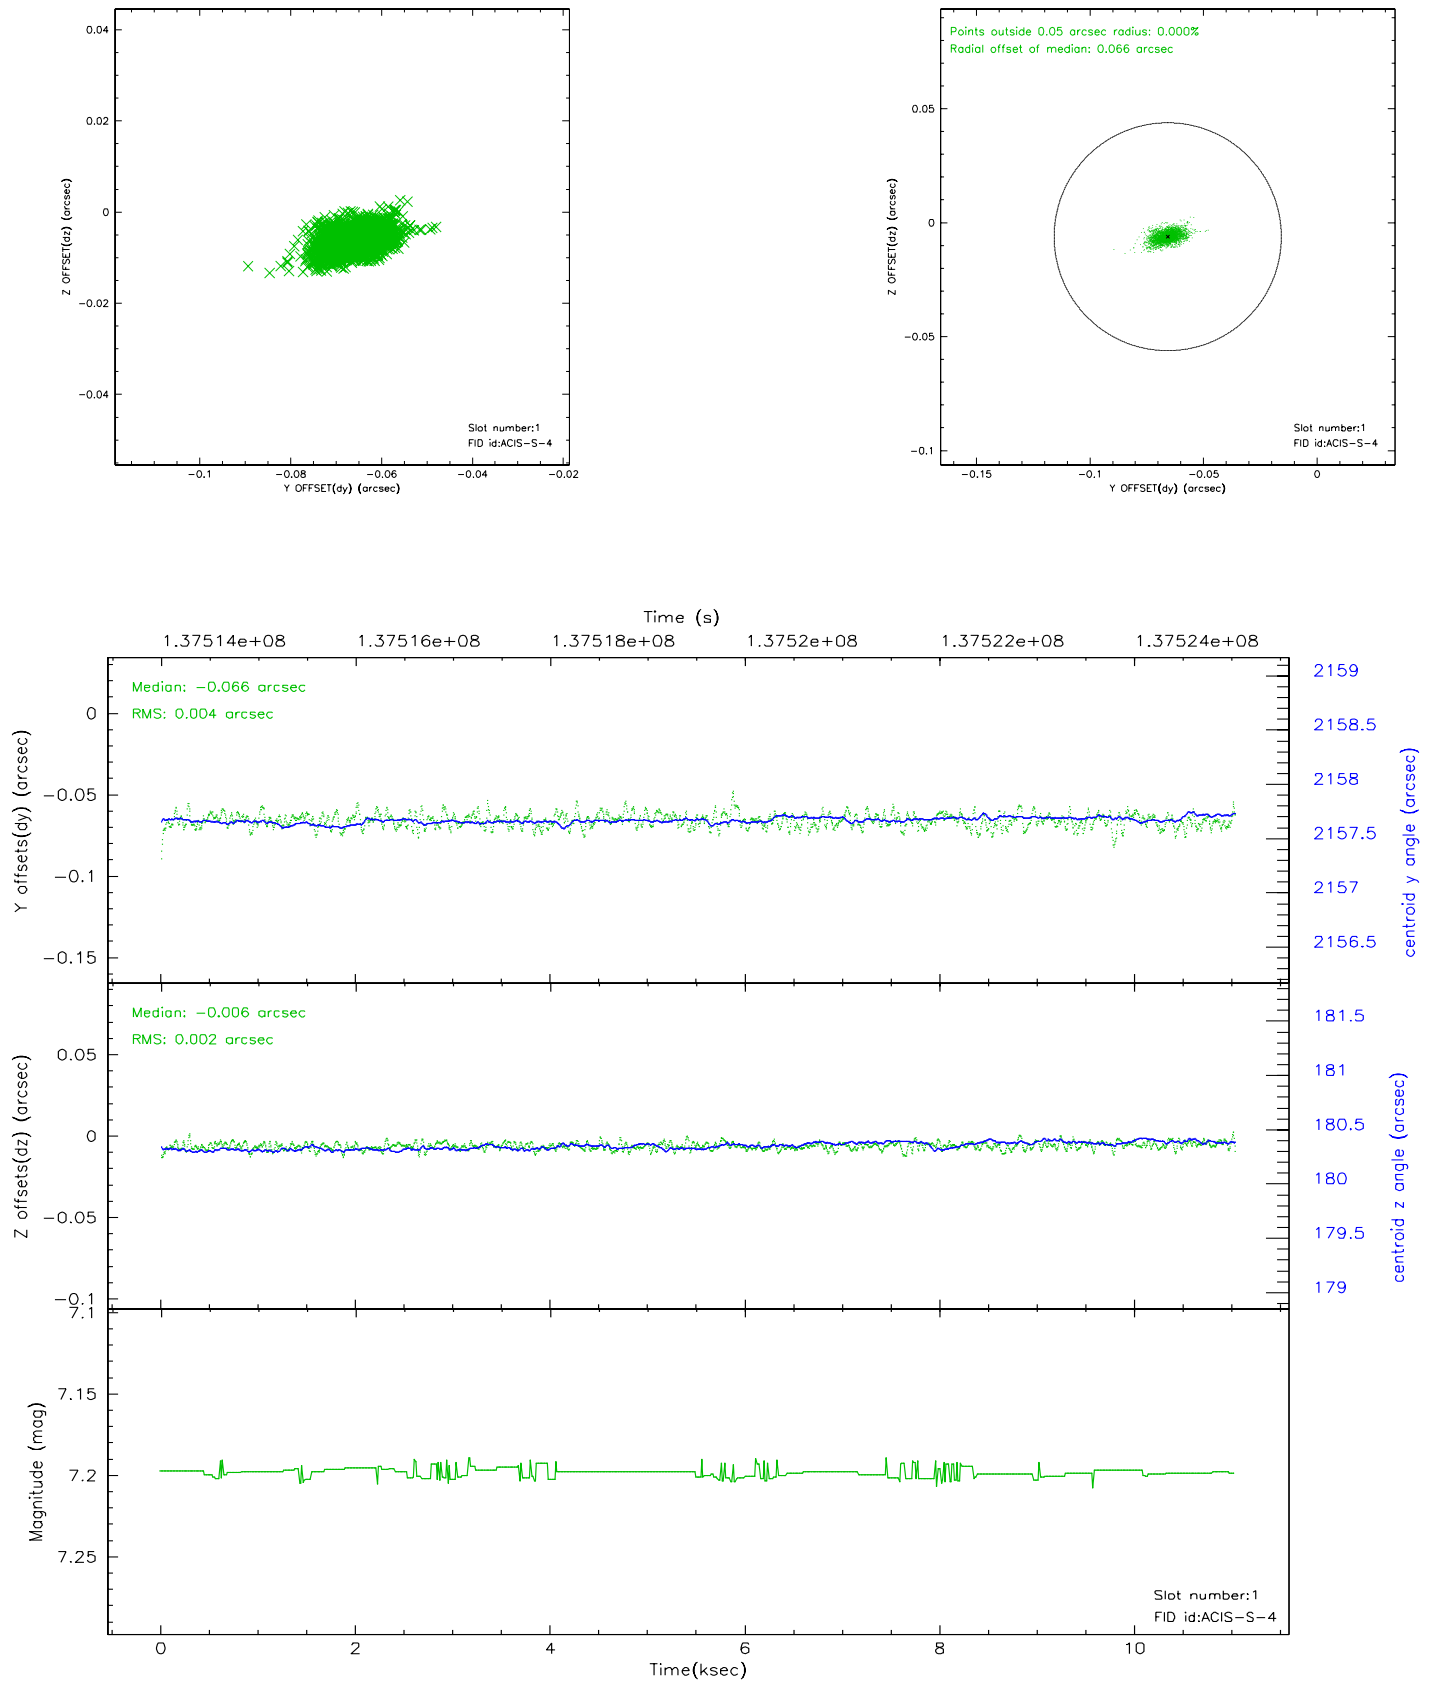 0.04
0.02
0
−0.02
−0.04
Z OFFSET(dz) (arcsec)
Slot number:1
FID id:ACIS−S−4
−0.1
−0.08
−0.06
−0.04
−0.02
Y OFFSET(dy) (arcsec)
Points outside 0.05 arcsec radius: 0.000%
Radial offset of median: 0.066 arcsec
0.05
0
−0.05
−0.1
Z OFFSET(dz) (arcsec)
Slot number:1
FID id:ACIS−S−4
−0.15
−0.1
−0.05
0
Y OFFSET(dy) (arcsec)
Time (s)
1.37514e+08
1.37516e+08
1.37518e+08
1.3752e+08
1.37522e+08
1.37524e+08
Median: −0.066 arcsec
RMS: 0.004 arcsec
0
−0.05
−0.1
−0.15
Y offsets(dy) (arcsec)
2159
2158.5
2158
2157.5
2157
2156.5
centroid y angle (arcsec)
Median: −0.006 arcsec
RMS: 0.002 arcsec
0.05
0
−0.05
−0.1
Z offsets(dz) (arcsec)
181.5
181
180.5
180
179.5
179
centroid z angle (arcsec)
7.1
7.15
7.2
7.25
Magnitude (mag)
Slot number:1
FID id:ACIS−S−4
0
2
4
6
8
10
Time(ksec)